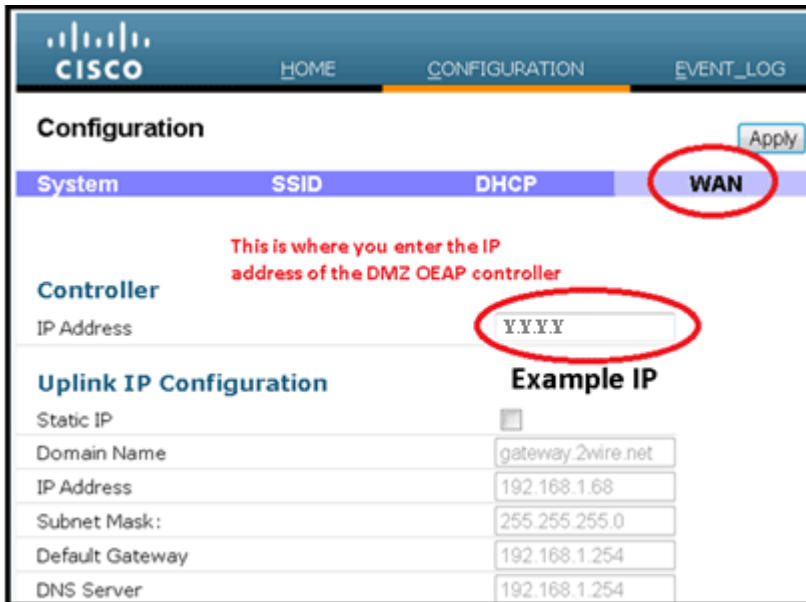 CISCO
HOME CONFIGURATION EVENT_LOG
Configuration
Apply
System SSID DHCP WAN
This is where you enter the IP
address of the DMZ OEAP controller
Controller
IP Address Y.Y.Y.Y
Uplink IP Configuration Example IP
Static IP
Domain Name gateway.2wire.net
IP Address 192.168.1.68
Subnet Mask: 255.255.255.0
Default Gateway 192.168.1.254
DNS Server 192.168.1.254